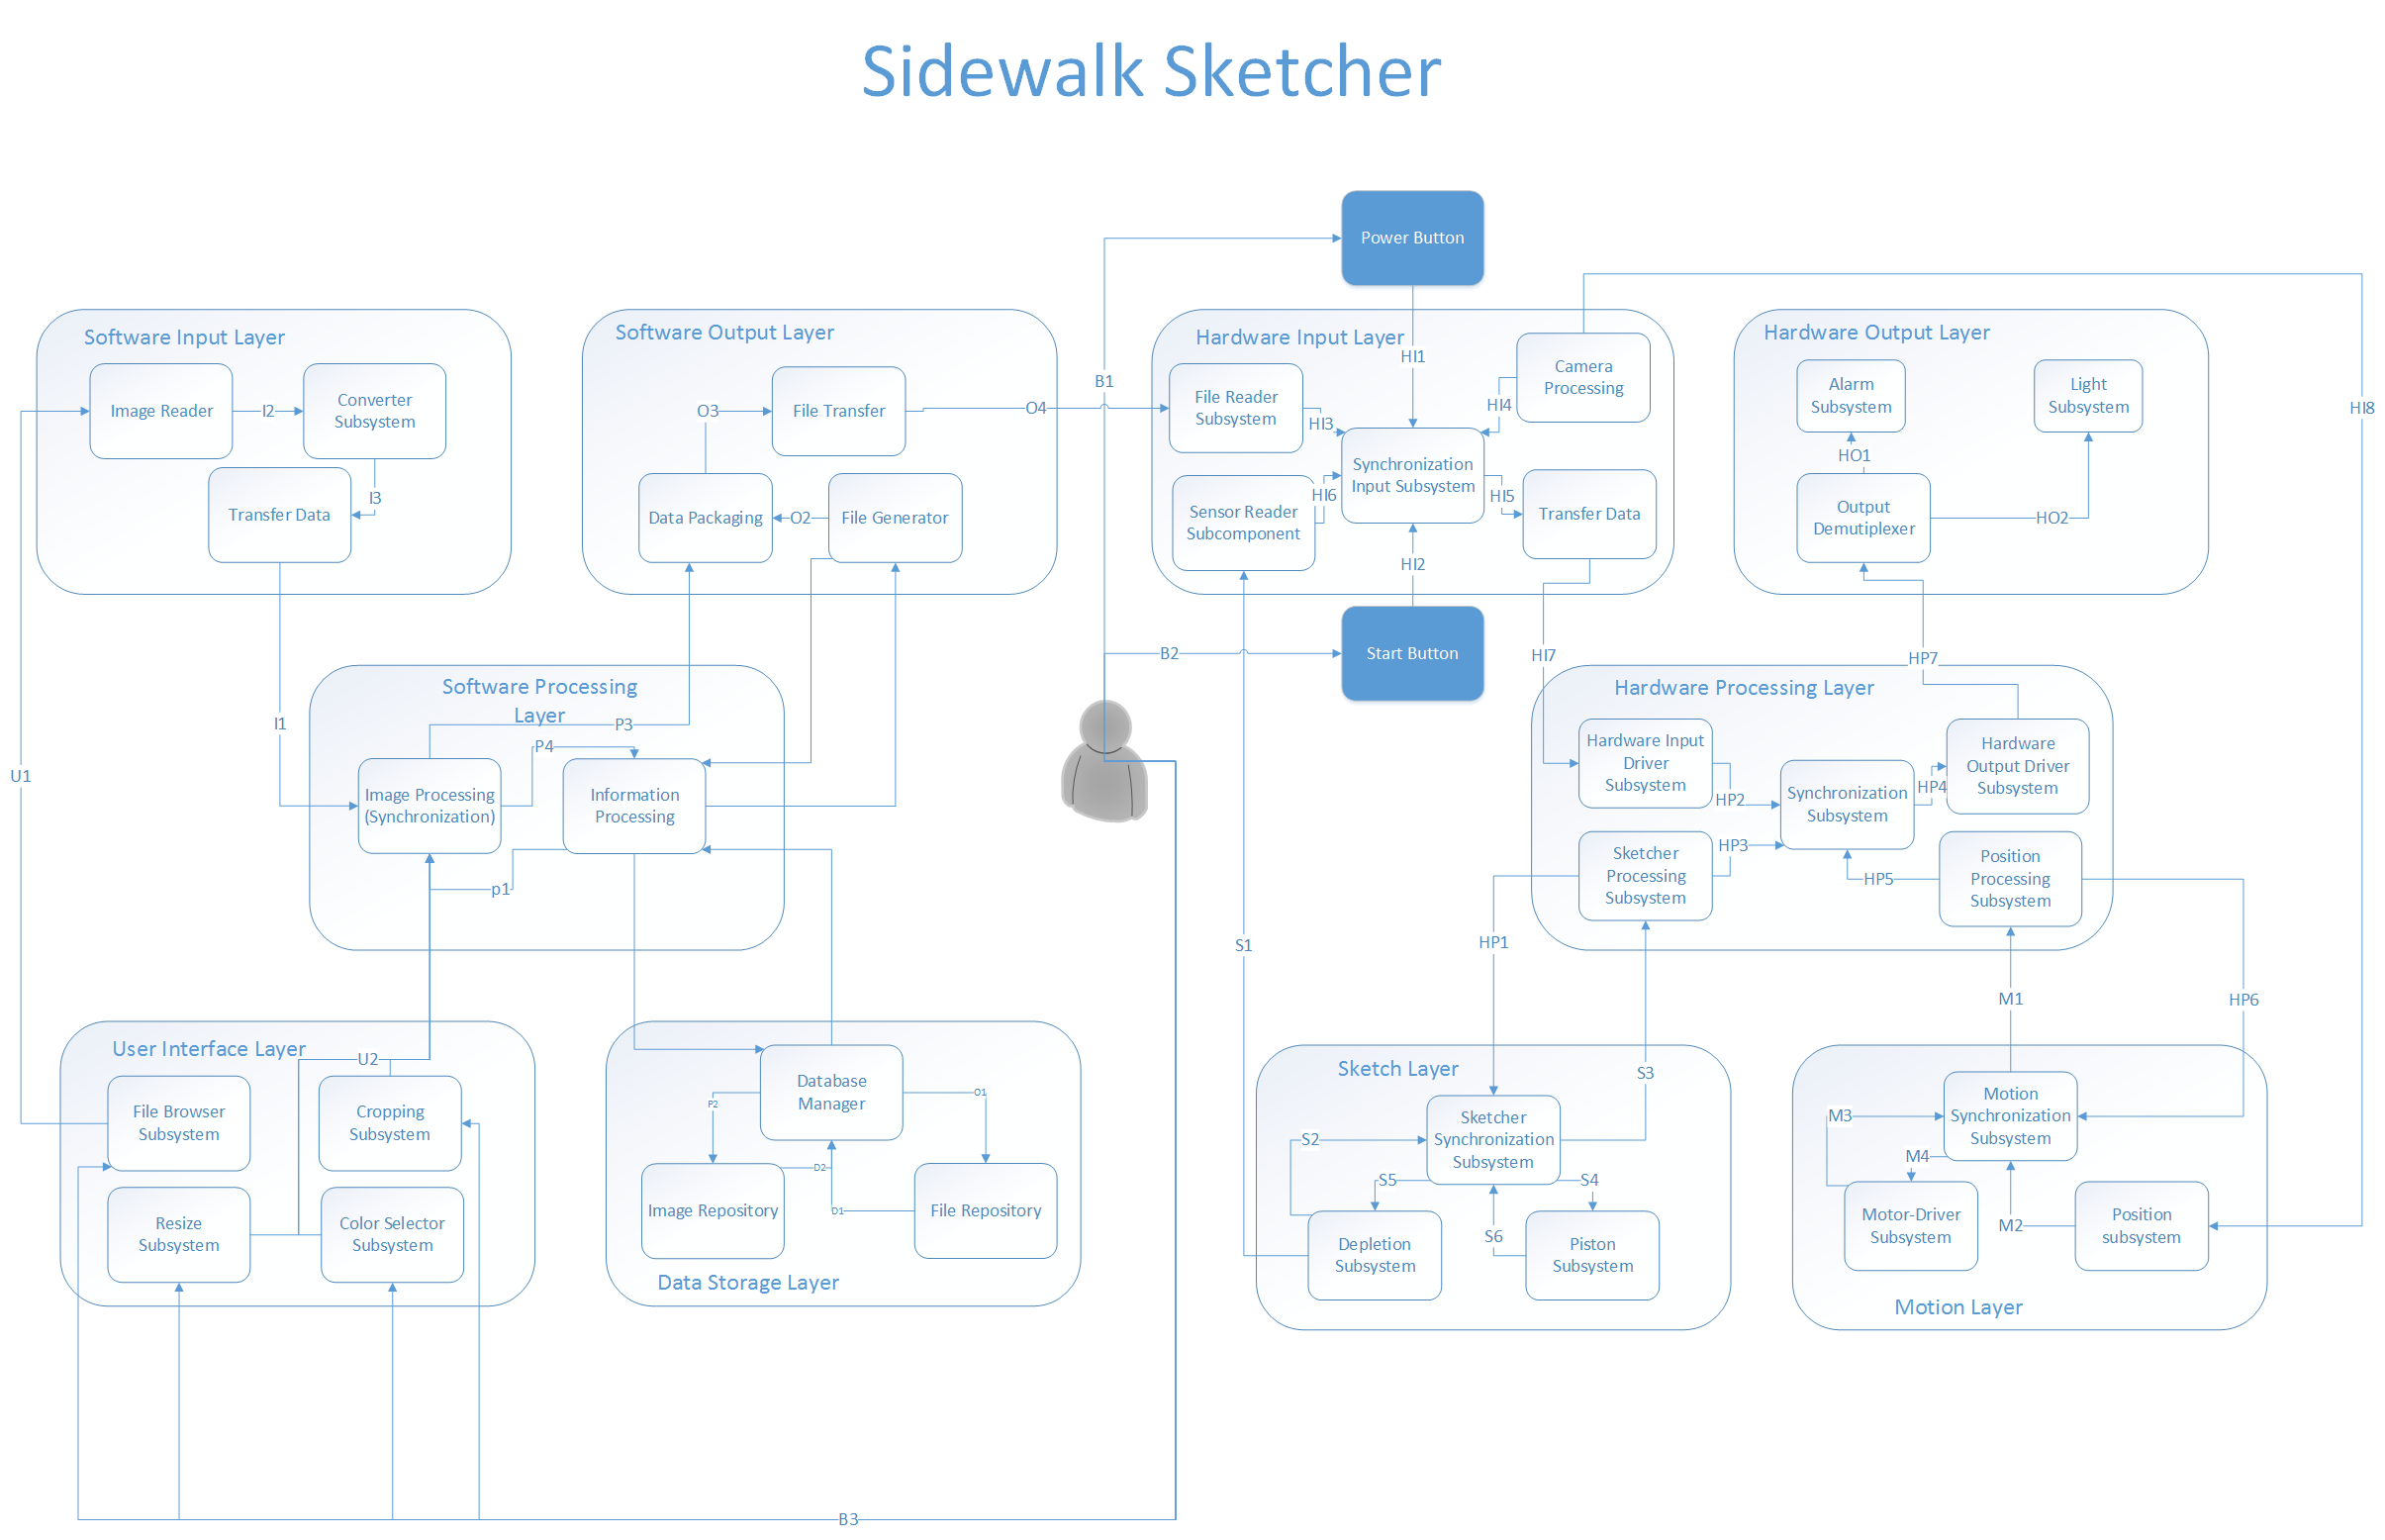 Sidewalk Sketcher
Power Button
Software Input Layer
Image Reader
I2
Converter
Subsystem
I3
Transfer Data
I1
U1
Software Output Layer
O3
File Transfer
O4
Data Packaging
O2
File Generator
B1
Hardware Input Layer
HI1
Camera
Processing
File Reader
Subsystem
HI3
HI4
Synchronization
Input Subsystem
HI6
HI5
Sensor Reader
Subcomponent
Transfer Data
HI2
Hardware Output Layer
Alarm
Subsystem
Light
Subsystem
HO1
Output
Demutiplexer
HO2
HI8
B2
Start Button
HI7
HP7
Software Processing
Layer
P3
P4
Image Processing
(Synchronization)
Information
Processing
p1
Hardware Processing Layer
Hardware Input
Driver
Subsystem
HP2
Synchronization
Subsystem
HP4
Hardware
Output Driver
Subsystem
Sketcher
Processing
Subsystem
HP3
HP5
Position
Processing
Subsystem
S1
HP1
M1
HP6
User Interface Layer
U2
File Browser
Subsystem
Cropping
Subsystem
Resize
Subsystem
Color Selector
Subsystem
Database
Manager
P2
O1
D2
D1
Image Repository
File Repository
Data Storage Layer
Sketch Layer
S3
S2
Sketcher
Synchronization
Subsystem
S5
S4
S6
Depletion
Subsystem
Piston
Subsystem
M3
Motion
Synchronization
Subsystem
M4
Motor-Driver
Subsystem
M2
Position
subsystem
Motion Layer
B3